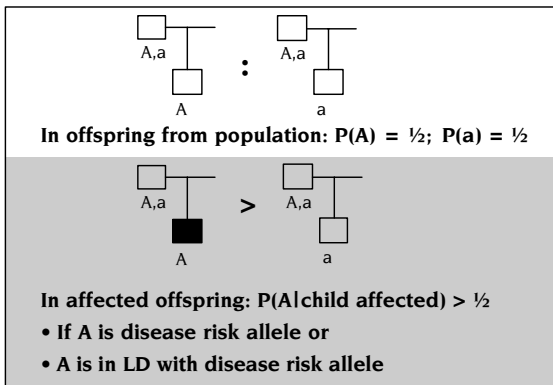 A,a : A,a
A a
In offspring from population: P(A) = ½; P(a) = ½
A,a > A,a
A a
In affected offspring: P(A|child affected) > ½
• If A is disease risk allele or
• A is in LD with disease risk allele